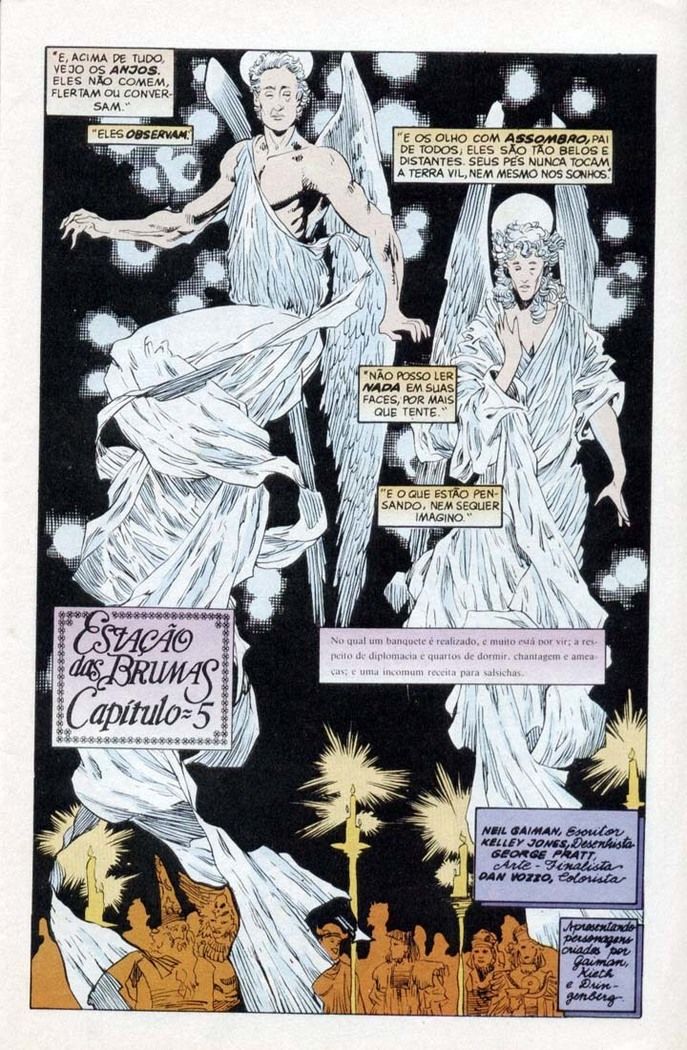 "E, ACIMA DE TUDO,
VEJO OS ANJOS.
ELES NÃO COMEM,
FLERTAM OU CONVER-
SAM."
"ELES OBSERVAM."
"E OS OLHO COM ASSOMBRO, PAI
DE TODOS; ELES SÃO TÃO BELOS E
DISTANTES. SEUS PÉS NUNCA TOCAM
A TERRA VIL, NEM MESMO NOS SONHOS."
"NÃO POSSO LER
NADA EM SUAS
FACES, POR MAIS
QUE TENTE."
"E O QUE ESTÃO PEN-
SANDO, NEM SEQUER
IMAGINO."
ESTAÇÃO
das BRUMAS
Capítulo=5
No qual um banquete é realizado, e muito está por vir; a res-
peito de diplomacia e quartos de dormir, chantagem e amea-
ças; e uma incomum receita para salsichas.
NEIL GAIMAN, Escritor
KELLEY JONES, Desenhista
GEORGE PRATT,
Arte-Finalista
DAN VOZZO, Colorista
Apresentando
personagens
criados por
Gaiman,
Kieth
e Drin-
genberg.